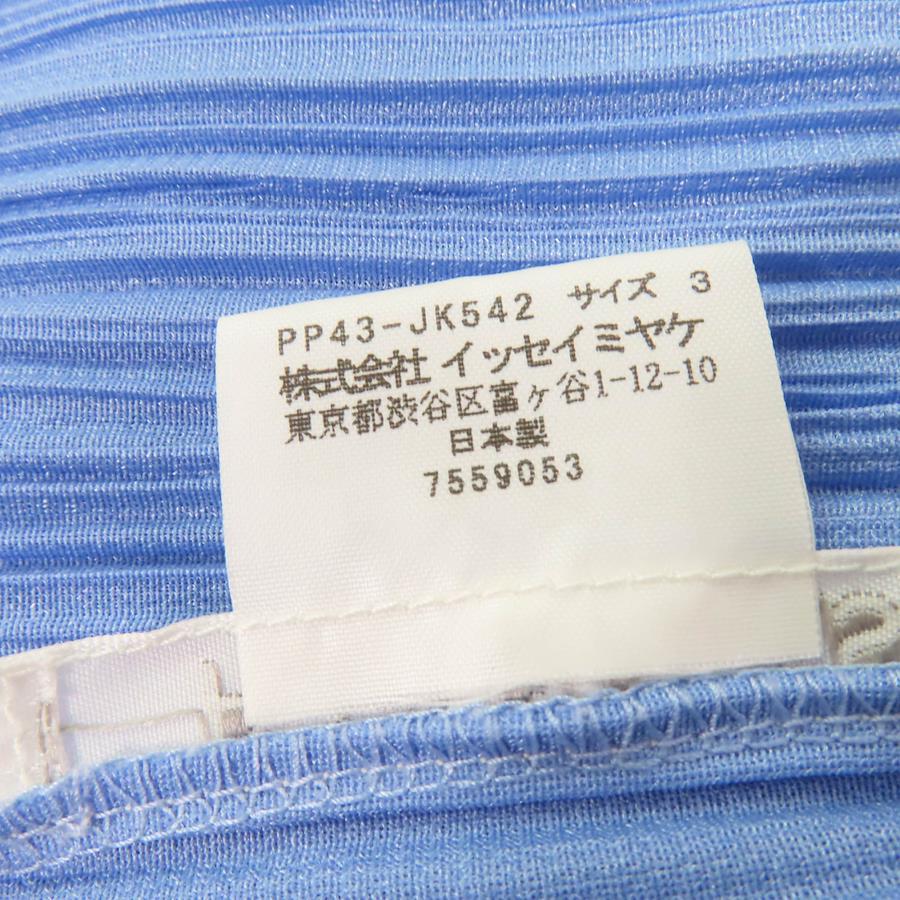 PP43-JK542 サイズ 3
株式会社 イッセイミヤケ
東京都渋谷区富ヶ谷1-12-10
日本製
7559053